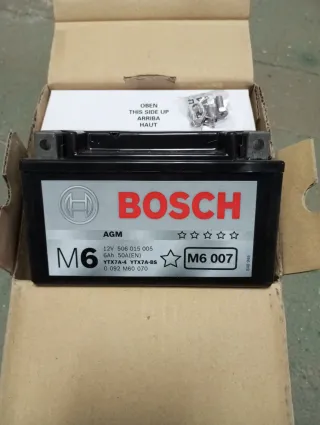 OBEN
THIS SIDE UP
ARRIBA
HAUT
BOSCH
AGM
M6
12V 506 015 005
6Ah 50A(EN)
YTX7A-4 YTX7A-BS
0 092 M60 070
M6 007